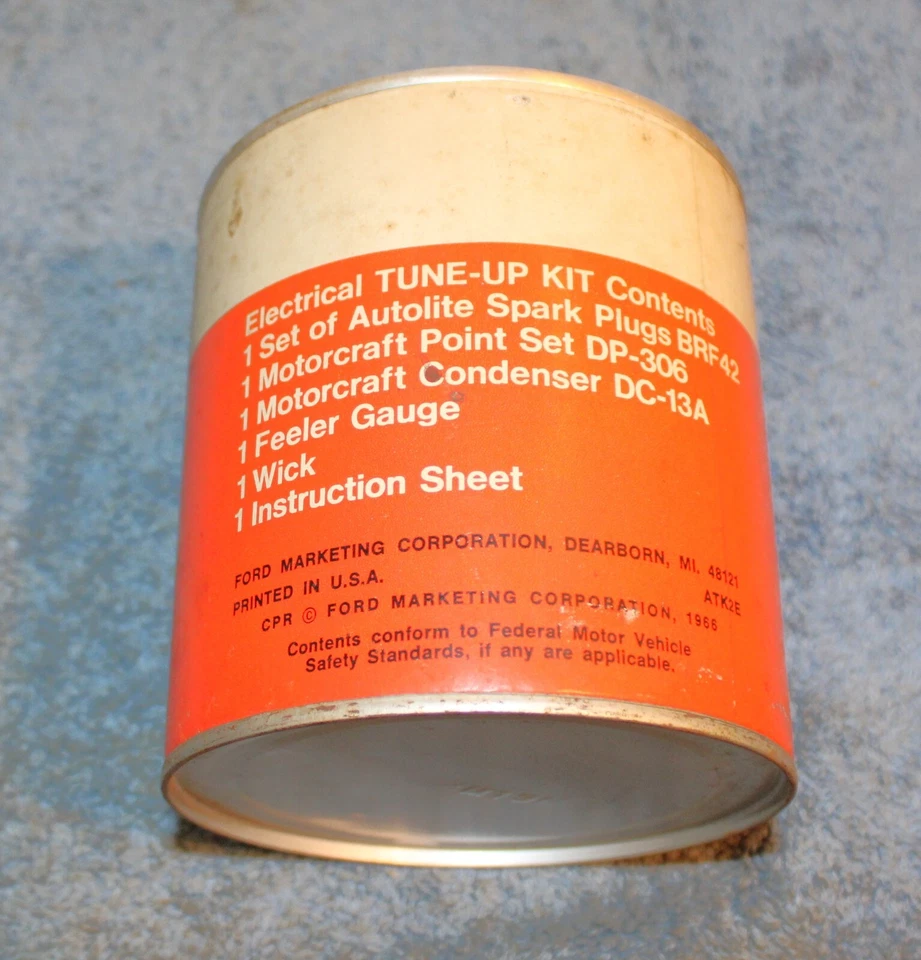 Electrical TUNE-UP KIT Contents
1 Set of Autolite Spark Plugs BRF42
1 Motorcraft Point Set DP-306
1 Motorcraft Condenser DC-13A
1 Feeler Gauge
1 Wick
1 Instruction Sheet
FORD MARKETING CORPORATION, DEARBORN, MI. 48121
PRINTED IN U.S.A. ATK2E
CPR © FORD MARKETING CORPORATION, 1966
Contents conform to Federal Motor Vehicle
Safety Standards, if any are applicable.